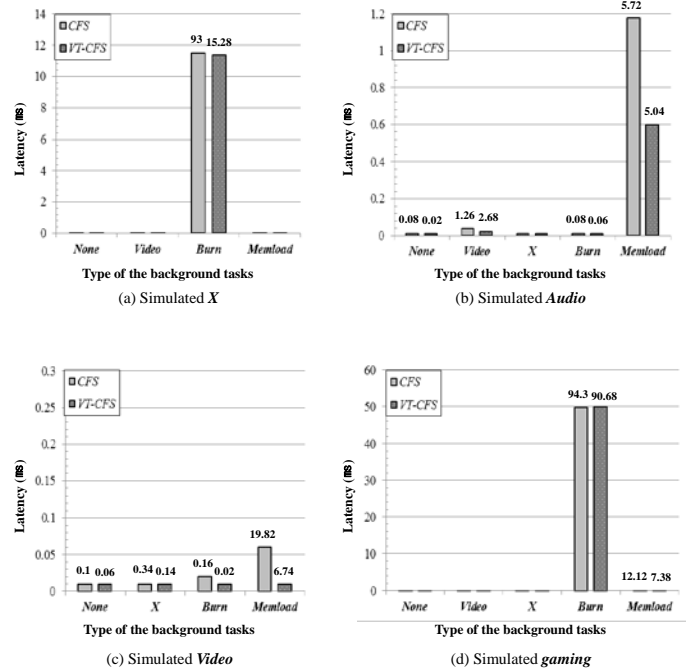 14
12
10
8
6
4
2
0
Latency (㎳)
CFS
VT-CFS
93 15.28
None Video Burn Memload
Type of the background tasks
(a) Simulated X
1.2
1
0.8
0.6
0.4
0.2
0
Latency (㎳)
CFS
VT-CFS
0.08 0.02 1.26 2.68 0.08 0.06 5.72 5.04
None Video X Burn Memload
Type of the background tasks
(b) Simulated Audio
0.3
0.25
0.2
0.15
0.1
0.05
0
Latency (㎳)
CFS
VT-CFS
0.1 0.06 0.34 0.14 0.16 0.02 19.82 6.74
None X Burn Memload
Type of the background tasks
(c) Simulated Video
60
50
40
30
20
10
0
Latency (㎳)
CFS
VT-CFS
94.3 90.68 12.12 7.38
None Video X Burn Memload
Type of the background tasks
(d) Simulated gaming